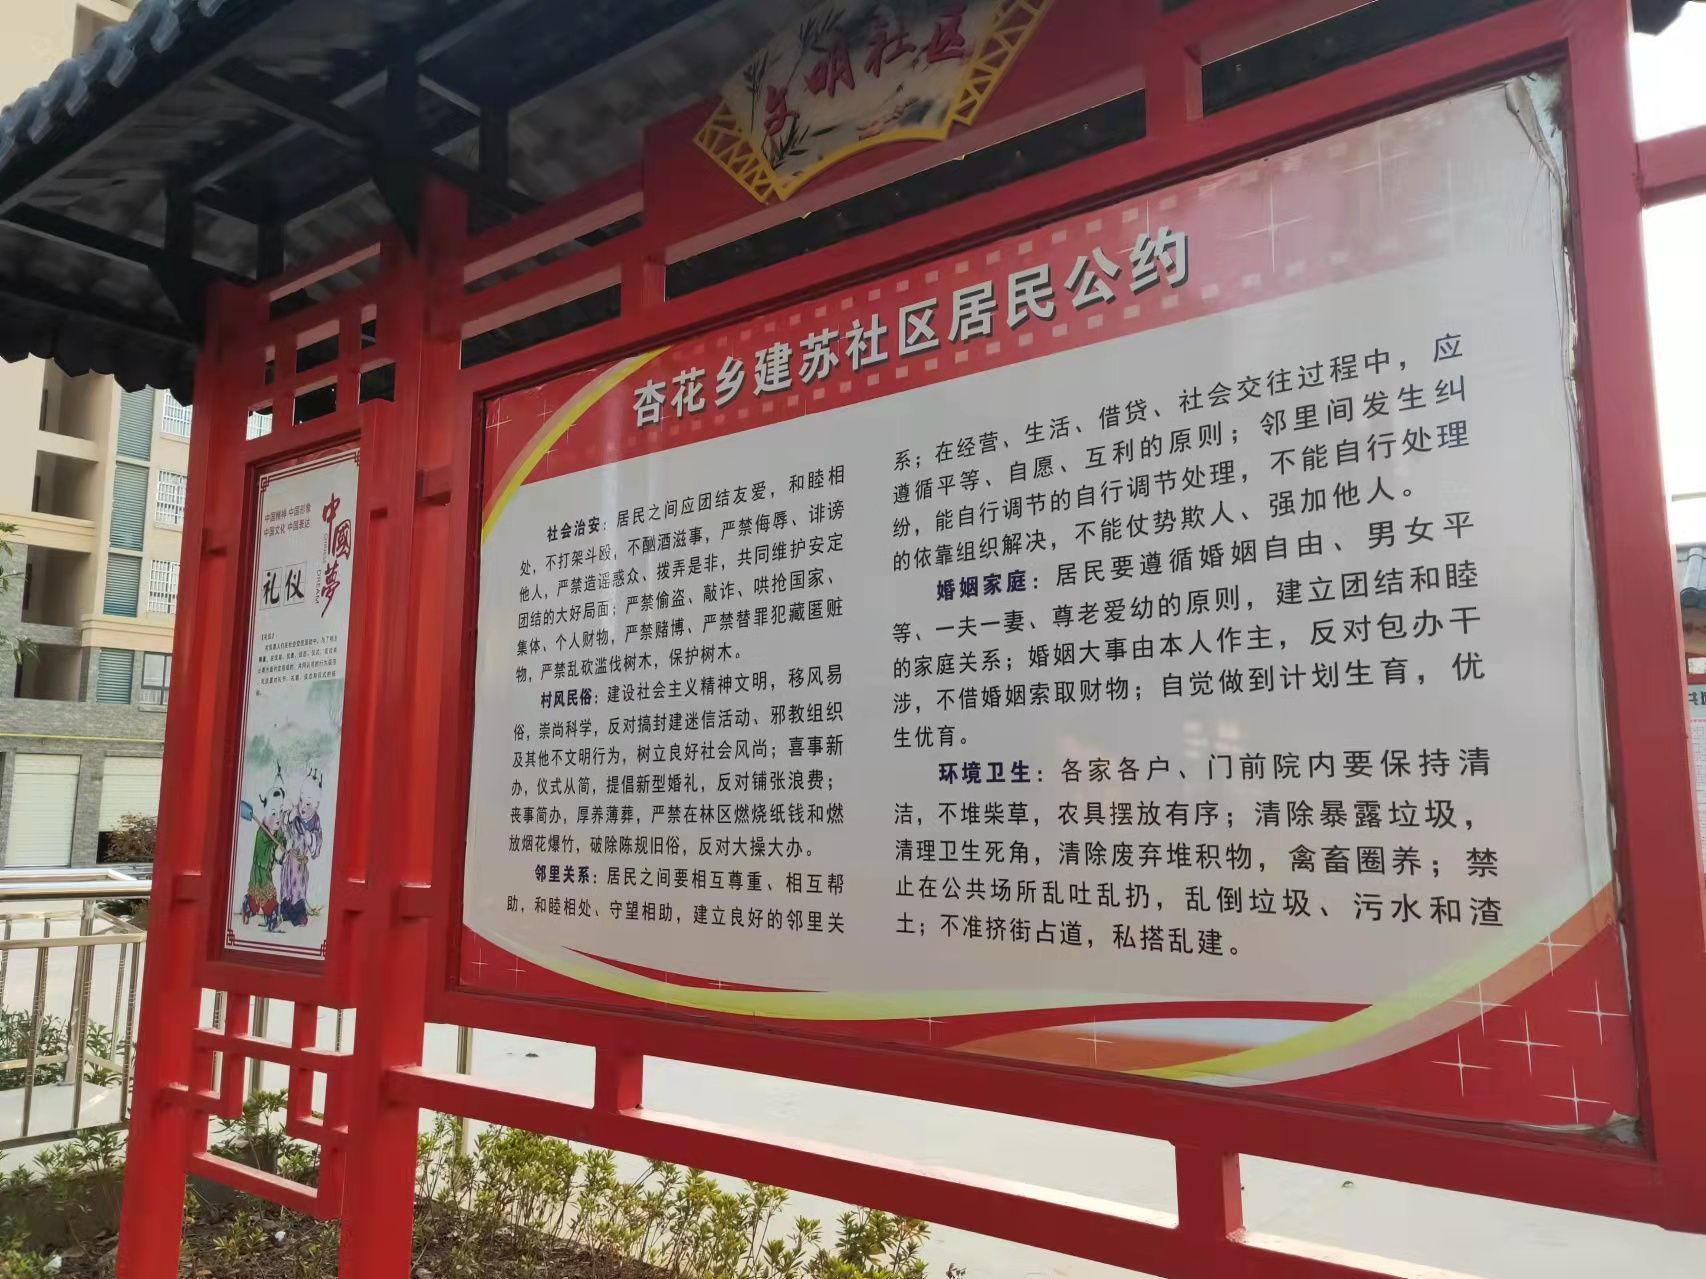 文明社区
杏花乡建苏社区居民公约
社会治安：居民之间应团结友爱，和睦相
处，不打架斗殴，不酗酒滋事，严禁侮辱、诽谤
他人，严禁造谣惑众、拨弄是非，共同维护安定
团结的大好局面；严禁偷盗、敲诈、哄抢国家、
集体、个人财物，严禁赌博、严禁替罪犯藏匿赃
物，严禁乱砍滥伐树木，保护树木。
村风民俗：建设社会主义精神文明，移风易
俗，崇尚科学，反对搞封建迷信活动、邪教组织
及其他不文明行为，树立良好社会风尚；喜事新
办，仪式从简，提倡新型婚礼，反对铺张浪费；
丧事简办，厚养薄葬，严禁在林区燃烧纸钱和燃
放烟花爆竹，破除陈规旧俗，反对大操大办。
邻里关系：居民之间要相互尊重、相互帮
助，和睦相处、守望相助，建立良好的邻里关
系；在经营、生活、借贷、社会交往过程中，应
遵循平等、自愿、互利的原则；邻里间发生纠
纷，能自行调节的自行调节处理，不能自行处理
的依靠组织解决，不能仗势欺人、强加他人。
婚姻家庭：居民要遵循婚姻自由、男女平
等、一夫一妻、尊老爱幼的原则，建立团结和睦
的家庭关系；婚姻大事由本人作主，反对包办干
涉，不借婚姻索取财物；自觉做到计划生育，优
生优育。
环境卫生：各家各户、门前院内要保持清
洁，不堆柴草，农具摆放有序；清除暴露垃圾，
清理卫生死角，清除废弃堆积物，禽畜圈养；禁
止在公共场所乱吐乱扔，乱倒垃圾、污水和渣
土；不准挤街占道，私搭乱建。
中國夢
CHINA DREAM
中国精神 中国形象
中国文化 中国表达
礼仪